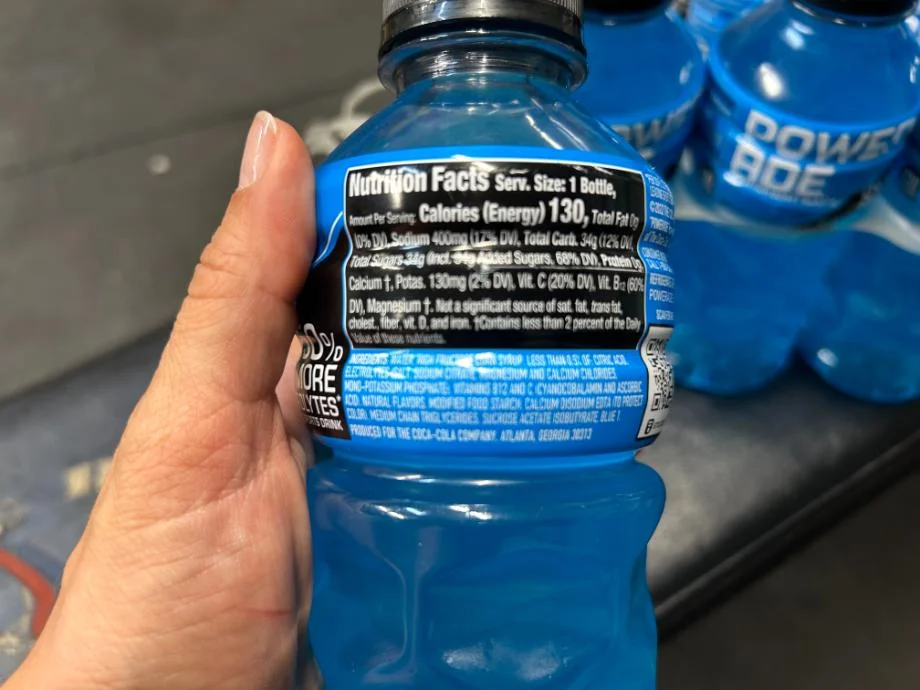 Nutrition Facts Serv. Size: 1 Bottle,
Amount Per Serving: Calories (Energy) 130, Total Fat 0g
(0% DV), Sodium 400mg (17% DV), Total Carb. 34g (12% DV),
Total Sugars 34g (Incl. 34g Added Sugars, 68% DV), Protein 0g
Calcium †, Potas. 130mg (2% DV), Vit. C (20% DV), Vit. B12 (60%
DV), Magnesium †. Not a significant source of sat. fat, trans fat,
cholest., fiber, vit. D, and iron. †Contains less than 2 percent of the Daily
Value of these nutrients.
INGREDIENTS: WATER, HIGH FRUCTOSE CORN SYRUP, LESS THAN 0.5% OF: CITRIC ACID,
ELECTROLYTES (SALT, SODIUM CITRATE, MAGNESIUM AND CALCIUM CHLORIDES,
MONO-POTASSIUM PHOSPHATE), VITAMINS B12 AND C (CYANOCOBALAMIN AND ASCORBIC
ACID), NATURAL FLAVORS, MODIFIED FOOD STARCH, CALCIUM DISODIUM EDTA (TO PROTECT
COLOR), MEDIUM CHAIN TRIGLYCERIDES, SUCROSE ACETATE ISOBUTYRATE, BLUE 1
PRODUCED FOR THE COCA-COLA COMPANY, ATLANTA, GEORGIA 30313
50%
MORE
LYTES*
RTS DRINK
POWER
ADE
POWE